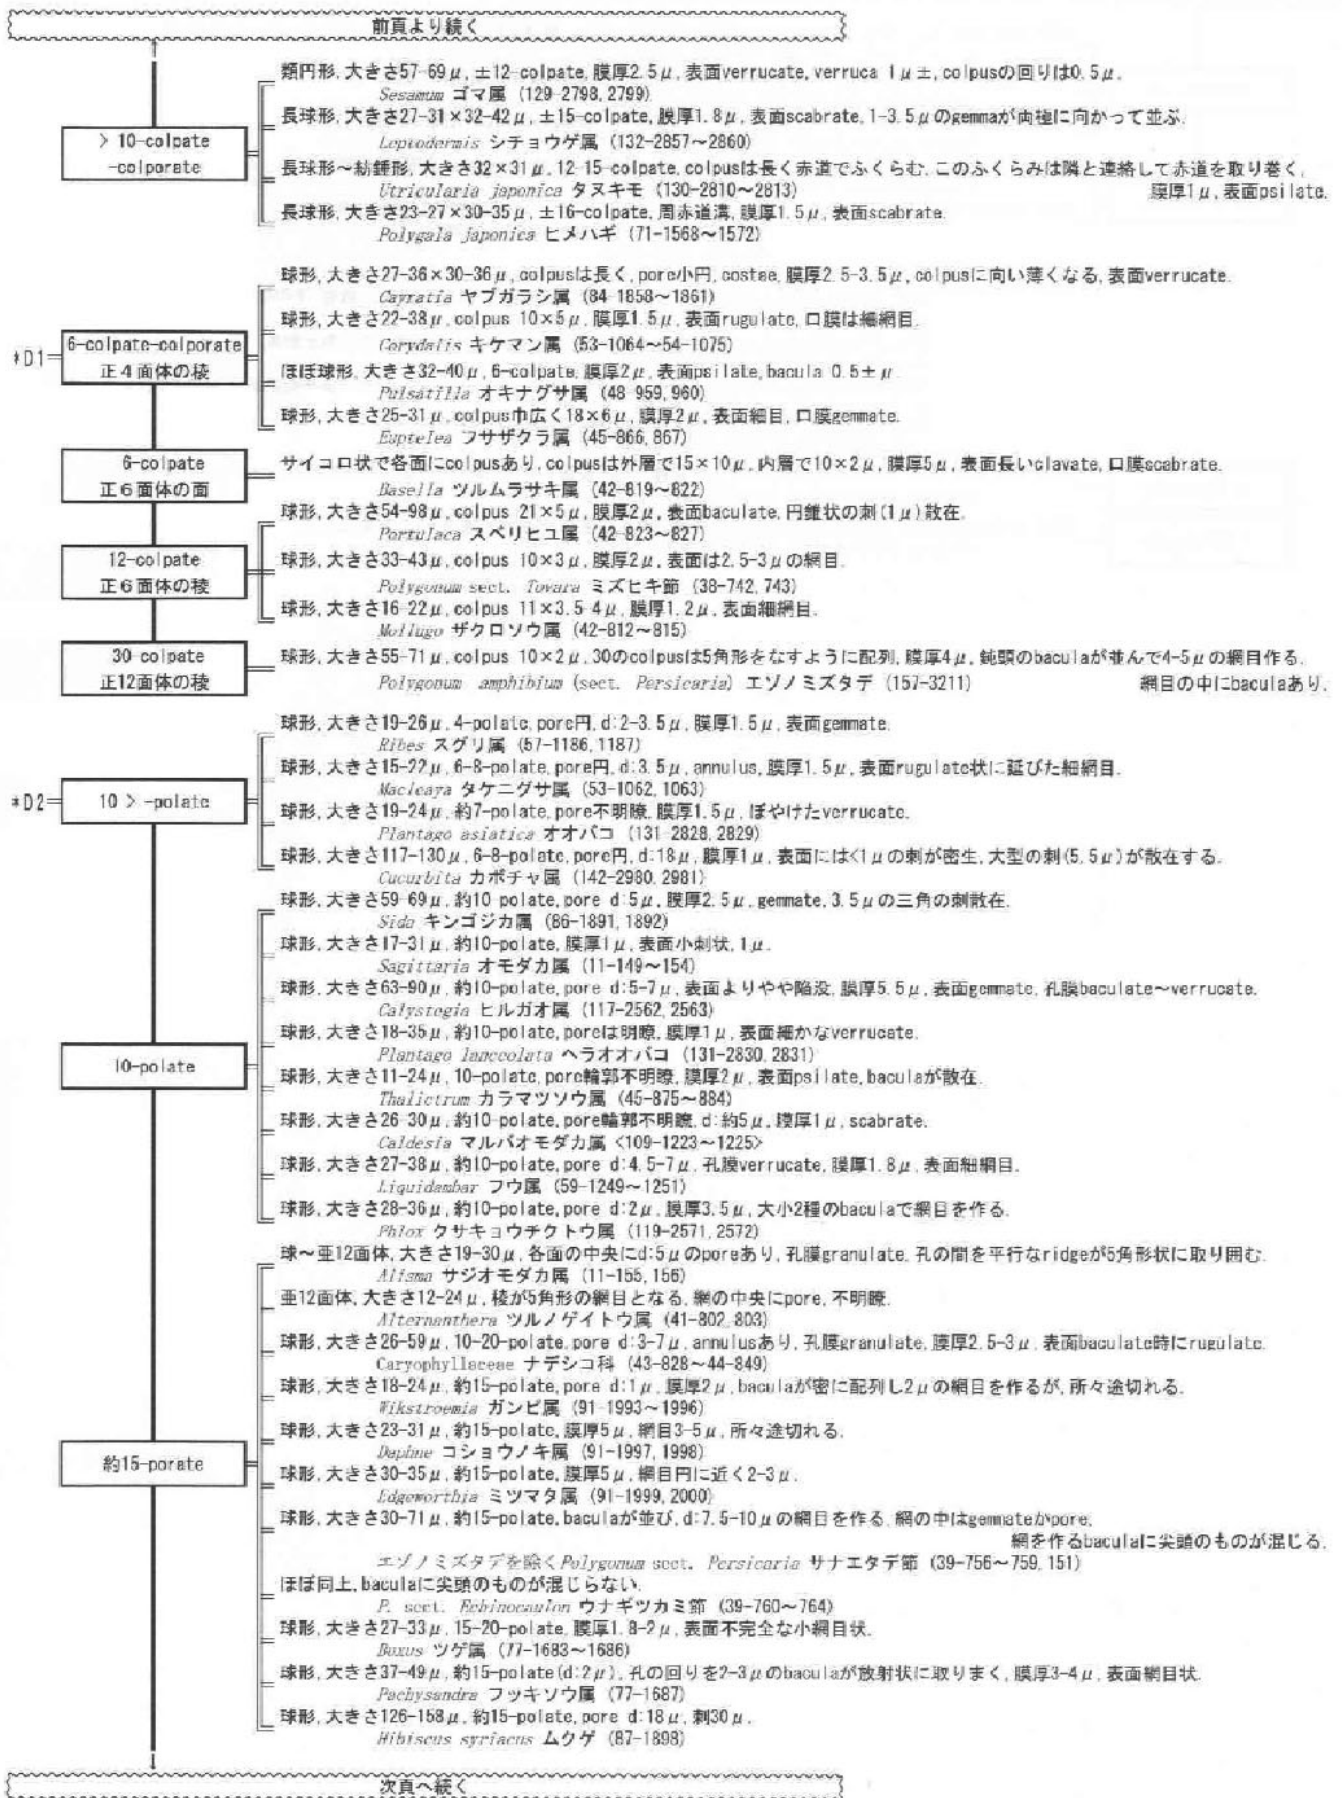 前頁より続く
> 10-colpate
-colporate
類円形, 大きさ57-69μ, ±12-colpate, 膜厚2.5μ, 表面verrucate, verruca 1μ±, colpusの回りは0.5μ.
Sesamum ゴマ属 (129-2798, 2799)
長球形, 大きさ27-31×32-42μ, ±15-colpate, 膜厚1.8μ, 表面scabrate, 1-3.5μのgemmaが両極に向かって並ぶ.
Leptodermis シチョウゲ属 (132-2857～2860)
長球形～紡錘形, 大きさ32×31μ, 12-15-colpate, colpusは長く赤道でふくらむ, このふくらみは隣と連絡して赤道を取り巻く,
Utricularia japonica タヌキモ (130-2810～2813) 膜厚1μ, 表面psilate.
長球形, 大きさ23-27×30-35μ, ±16-colpate, 周赤道溝, 膜厚1.5μ, 表面scabrate.
Polygala japonica ヒメハギ (71-1568～1572)
*D1
6-colpate-colporate
正4面体の稜
球形, 大きさ27-36×30-36μ, colpusは長く, pore小円, costae, 膜厚2.5-3.5μ, colpusに向い薄くなる, 表面verrucate.
Cayratia ヤブガラシ属 (84-1858～1861)
球形, 大きさ22-38μ, colpus 10×5μ, 膜厚1.5μ, 表面rugulate, 口膜は細網目.
Corydalis キケマン属 (53-1064～54-1075)
ほぼ球形, 大きさ32-40μ, 6-colpate, 膜厚2μ, 表面psilate, bacula 0.5±μ.
Pulsatilla オキナグサ属 (48-959, 960)
球形, 大きさ25-31μ, colpus巾広く18×6μ, 膜厚2μ, 表面細目, 口膜gemmate.
Euptelea フサザクラ属 (45-866, 867)
6-colpate
正6面体の面
サイコロ状で各面にcolpusあり, colpusは外層で15×10μ, 内層で10×2μ, 膜厚5μ, 表面長いclavate, 口膜scabrate.
Basella ツルムラサキ属 (42-819～822)
12-colpate
正6面体の稜
球形, 大きさ54-98μ, colpus 21×5μ, 膜厚2μ, 表面baculate, 円錐状の刺(1μ)散在.
Portulaca スベリヒユ属 (42-823～827)
球形, 大きさ33-43μ, colpus 10×3μ, 膜厚2μ, 表面は2.5-3μの網目.
Polygonum sect. Tovara ミズヒキ節 (38-742, 743)
球形, 大きさ16-22μ, colpus 11×3.5-4μ, 膜厚1.2μ, 表面細網目.
Mollugo ザクロソウ属 (42-812～815)
30-colpate
正12面体の稜
球形, 大きさ55-71μ, colpus 10×2μ, 30のcolpusは5角形をなすように配列, 膜厚4μ, 鈍頭のbaculaが並んで4-5μの網目作る.
Polygonum amphibium (sect. Persicaria) エゾノミズタデ (157-3211) 網目の中にbaculaあり.
*D2
10 > -polate
球形, 大きさ19-26μ, 4-polate, pore円, d:2-3.5μ, 膜厚1.5μ, 表面gemmate.
Ribes スグリ属 (57-1186, 1187)
球形, 大きさ15-22μ, 6-8-polate, pore円, d:3.5μ, annulus, 膜厚1.5μ, 表面rugulate状に延びた細網目.
Macleaya タケニグサ属 (53-1062, 1063)
球形, 大きさ19-24μ, 約7-polate, pore不明瞭, 膜厚1.5μ, ぼやけたverrucate.
Plantago asiatica オオバコ (131-2828, 2829)
球形, 大きさ117-130μ, 6-8-polate, pore円, d:18μ, 膜厚1μ, 表面には<1μの刺が密生, 大型の刺(5.5μ)が散在する.
Cucurbita カボチャ属 (142-2980, 2981)
10-polate
球形, 大きさ59-69μ, 約10 polate, pore d:5μ, 膜厚2.5μ, gemmate, 3.5μの三角の刺散在.
Sida キンゴジカ属 (86-1891, 1892)
球形, 大きさ17-31μ, 約10-polate, 膜厚1μ, 表面小刺状, 1μ.
Sagittaria オモダカ属 (11-149～154)
球形, 大きさ63-90μ, 約10-polate, pore d:5-7μ, 表面よりやや陥没, 膜厚5.5μ, 表面gemmate, 孔膜baculate～verrucate.
Calystegia ヒルガオ属 (117-2562, 2563)
球形, 大きさ18-35μ, 約10-polate, poreは明瞭, 膜厚1μ, 表面細かなverrucate.
Plantago lanceolata ヘラオオバコ (131-2830, 2831)
球形, 大きさ11-24μ, 10-polate, pore輪郭不明瞭, 膜厚2μ, 表面psilate, baculaが散在.
Thalictrum カラマツソウ属 (45-875～884)
球形, 大きさ26-30μ, 約10-polate, pore輪郭不明瞭, d:約5μ, 膜厚1μ, scabrate.
Caldesia マルバオモダカ属 <109-1223～1225>
球形, 大きさ27-38μ, 約10-polate, pore d:4.5-7μ, 孔膜verrucate, 膜厚1.8μ, 表面細網目.
Liquidambar フウ属 (59-1249～1251)
球形, 大きさ28-36μ, 約10-polate, pore d:2μ, 膜厚3.5μ, 大小2種のbaculaで網目を作る.
Phlox クサキョウチクトウ属 (119-2571, 2572)
約15-porate
球～亜12面体, 大きさ19-30μ, 各面の中央にd:5μのporeあり, 孔膜granulate, 孔の間を平行なridgeが5角形状に取り囲む.
Alisma サジオモダカ属 (11-155, 156)
亜12面体, 大きさ12-24μ, 稜が5角形の網目となる, 網の中央にpore, 不明瞭.
Alternanthera ツルノゲイトウ属 (41-802, 803)
球形, 大きさ26-59μ, 10-20-polate, pore d:3-7μ, annulusあり, 孔膜granulate, 膜厚2.5-3μ, 表面baculate時にrugulate.
Caryophyllaceae ナデシコ科 (43-828～44-849)
球形, 大きさ18-24μ, 約15-polate, pore d:1μ, 膜厚2μ, baculaが密に配列し2μの網目を作るが, 所々途切れる.
Wikstroemia ガンピ属 (91-1993～1996)
球形, 大きさ23-31μ, 約15-polate, 膜厚5μ, 網目3-5μ, 所々途切れる.
Daphne コショウノキ属 (91-1997, 1998)
球形, 大きさ30-35μ, 約15-polate, 膜厚5μ, 網目円に近く2-3μ.
Edgeworthia ミツマタ属 (91-1999, 2000)
球形, 大きさ30-71μ, 約15-polate, baculaが並び, d:7.5-10μの網目を作る, 網の中はgemmateかpore,
網を作るbaculaに尖頭のものが混じる.
エゾノミズタデを除くPolygonum sect. Persicaria サナエタデ節 (39-756～759, 151)
ほぼ同上, baculaに尖頭のものが混じらない.
P. sect. Echinocaulon ウナギツカミ節 (39-760～764)
球形, 大きさ27-33μ, 15-20-polate, 膜厚1.8-2μ, 表面不完全な小網目状.
Buxus ツゲ属 (77-1683～1686)
球形, 大きさ37-49μ, 約15-polate (d:2μ), 孔の回りを2-3μのbaculaが放射状に取りまく, 膜厚3-4μ, 表面網目状.
Pachysandra フッキソウ属 (77-1687)
球形, 大きさ126-158μ, 約15-polate, pore d:18μ, 刺30μ.
Hibiscus syriacus ムクゲ (87-1898)
次頁へ続く